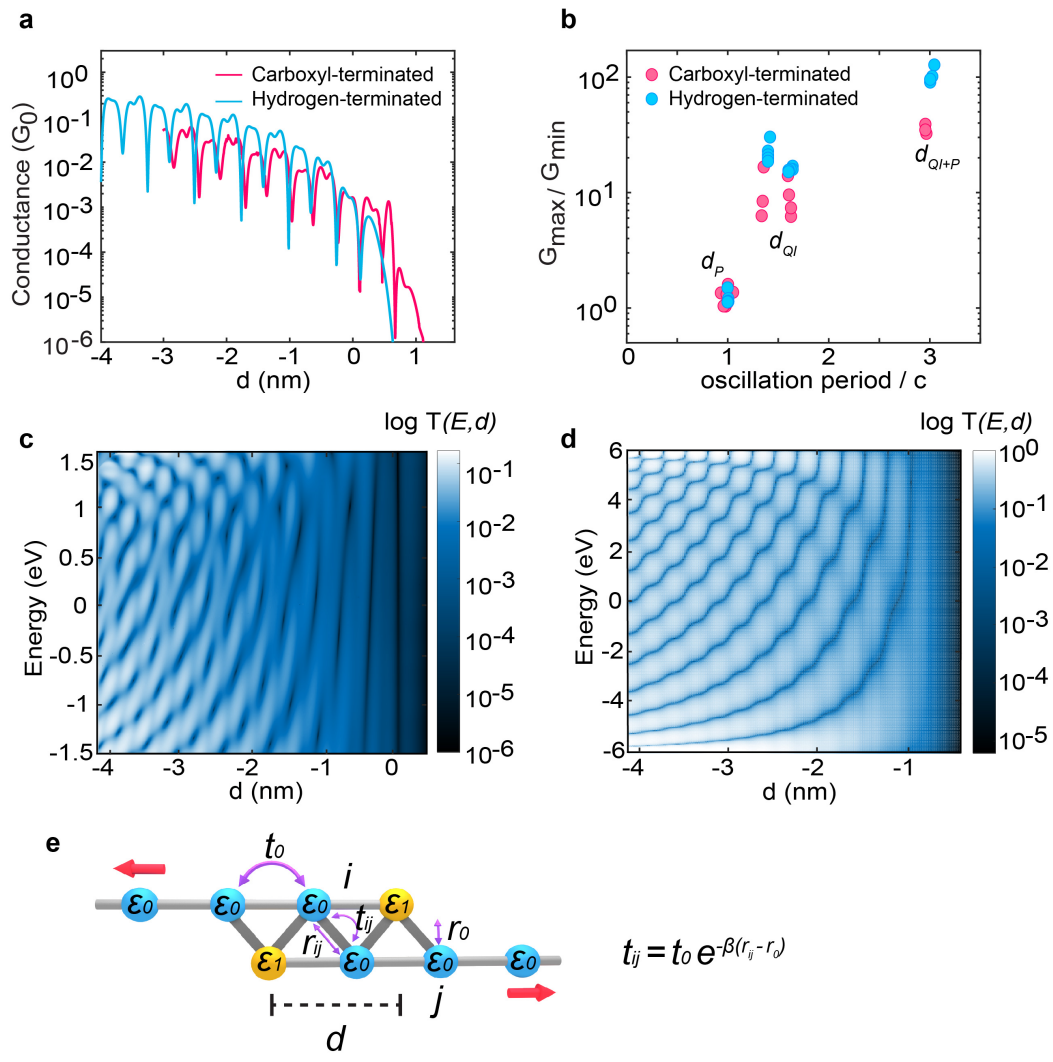 a
Conductance (G0)
10^0
10^-1
10^-2
10^-3
10^-4
10^-5
10^-6
Carboxyl-terminated
Hydrogen-terminated
-4 -3 -2 -1 0 1
d (nm)
b
Gmax / Gmin
10^2
10^1
10^0
Carboxyl-terminated
Hydrogen-terminated
dP
dQI
dQI+P
0 1 2 3
oscillation period / c
c
log T(E,d)
Energy (eV)
1.5
1
0.5
0
-0.5
-1
-1.5
10^-1
10^-2
10^-3
10^-4
10^-5
10^-6
-4 -3 -2 -1 0
d (nm)
d
log T(E,d)
Energy (eV)
6
4
2
0
-2
-4
-6
10^0
10^-1
10^-2
10^-3
10^-4
10^-5
-4 -3 -2 -1
d (nm)
e
t0
i
ε0 ε0 ε0 ε1
rij tij r0
ε1 ε0 ε0 ε0
j
d
tij = t0 e^-β(rij - r0)